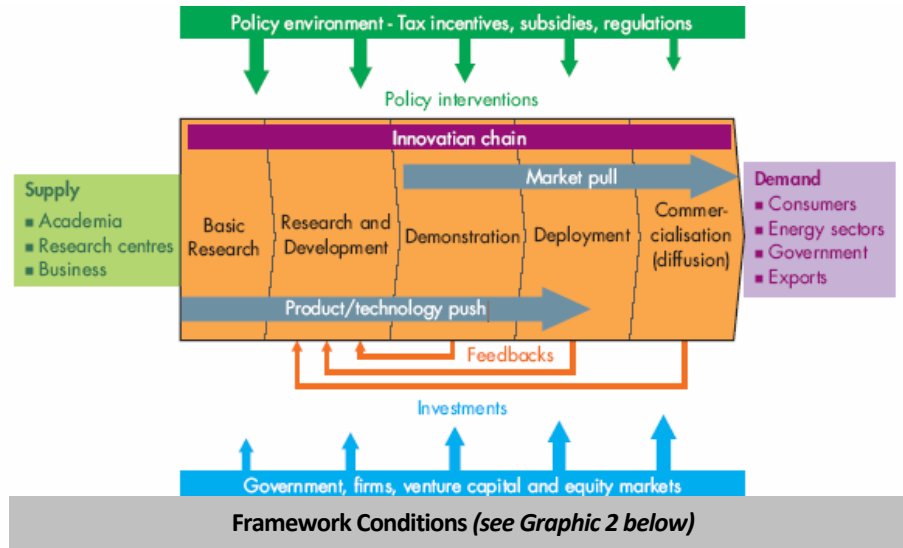 Policy environment - Tax incentives, subsidies, regulations
Policy interventions
Innovation chain
Market pull
Supply
■ Academia
■ Research centres
■ Business
Basic
Research
Research and
Development
Demonstration
Deployment
Commer-
cialisation
(diffusion)
Demand
■ Consumers
■ Energy sectors
■ Government
■ Exports
Product/technology push
Feedbacks
Investments
Government, firms, venture capital and equity markets
Framework Conditions (see Graphic 2 below)